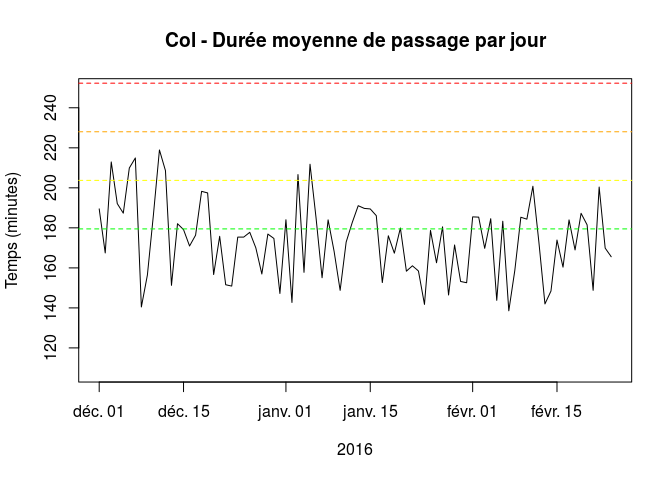 Col - Durée moyenne de passage par jour
Temps (minutes)
240
220
200
180
160
140
120
déc. 01
déc. 15
janv. 01
janv. 15
févr. 01
févr. 15
2016